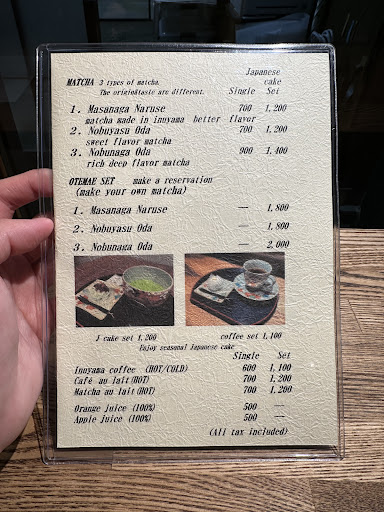 Japanese
cake
MATCHA 3 types of matcha.
The origin&taste are different. Single Set
1. Masanaga Naruse 700 1,200
matcha made in inuyama better flavor
2. Nobuyasu Oda 700 1,200
sweet flavor matcha
3. Nobunaga Oda 900 1,400
rich deep flavor matcha
OTEMAE SET make a reservation
(make your own matcha)
1. Masanaga Naruse — 1,800
2. Nobuyasu Oda — 1,800
3. Nobunaga Oda — 2,000
J-cake set 1,200 coffee set 1,100
Enjoy seasonal Japanese cake
Single Set
Inuyama coffee (HOT/COLD) 600 1,100
Café au lait(HOT) 700 1,200
Matcha au lait(HOT) 700 1,200
Orange juice (100%) 500 —
Apple juice (100%) 500 —
(All tax included)